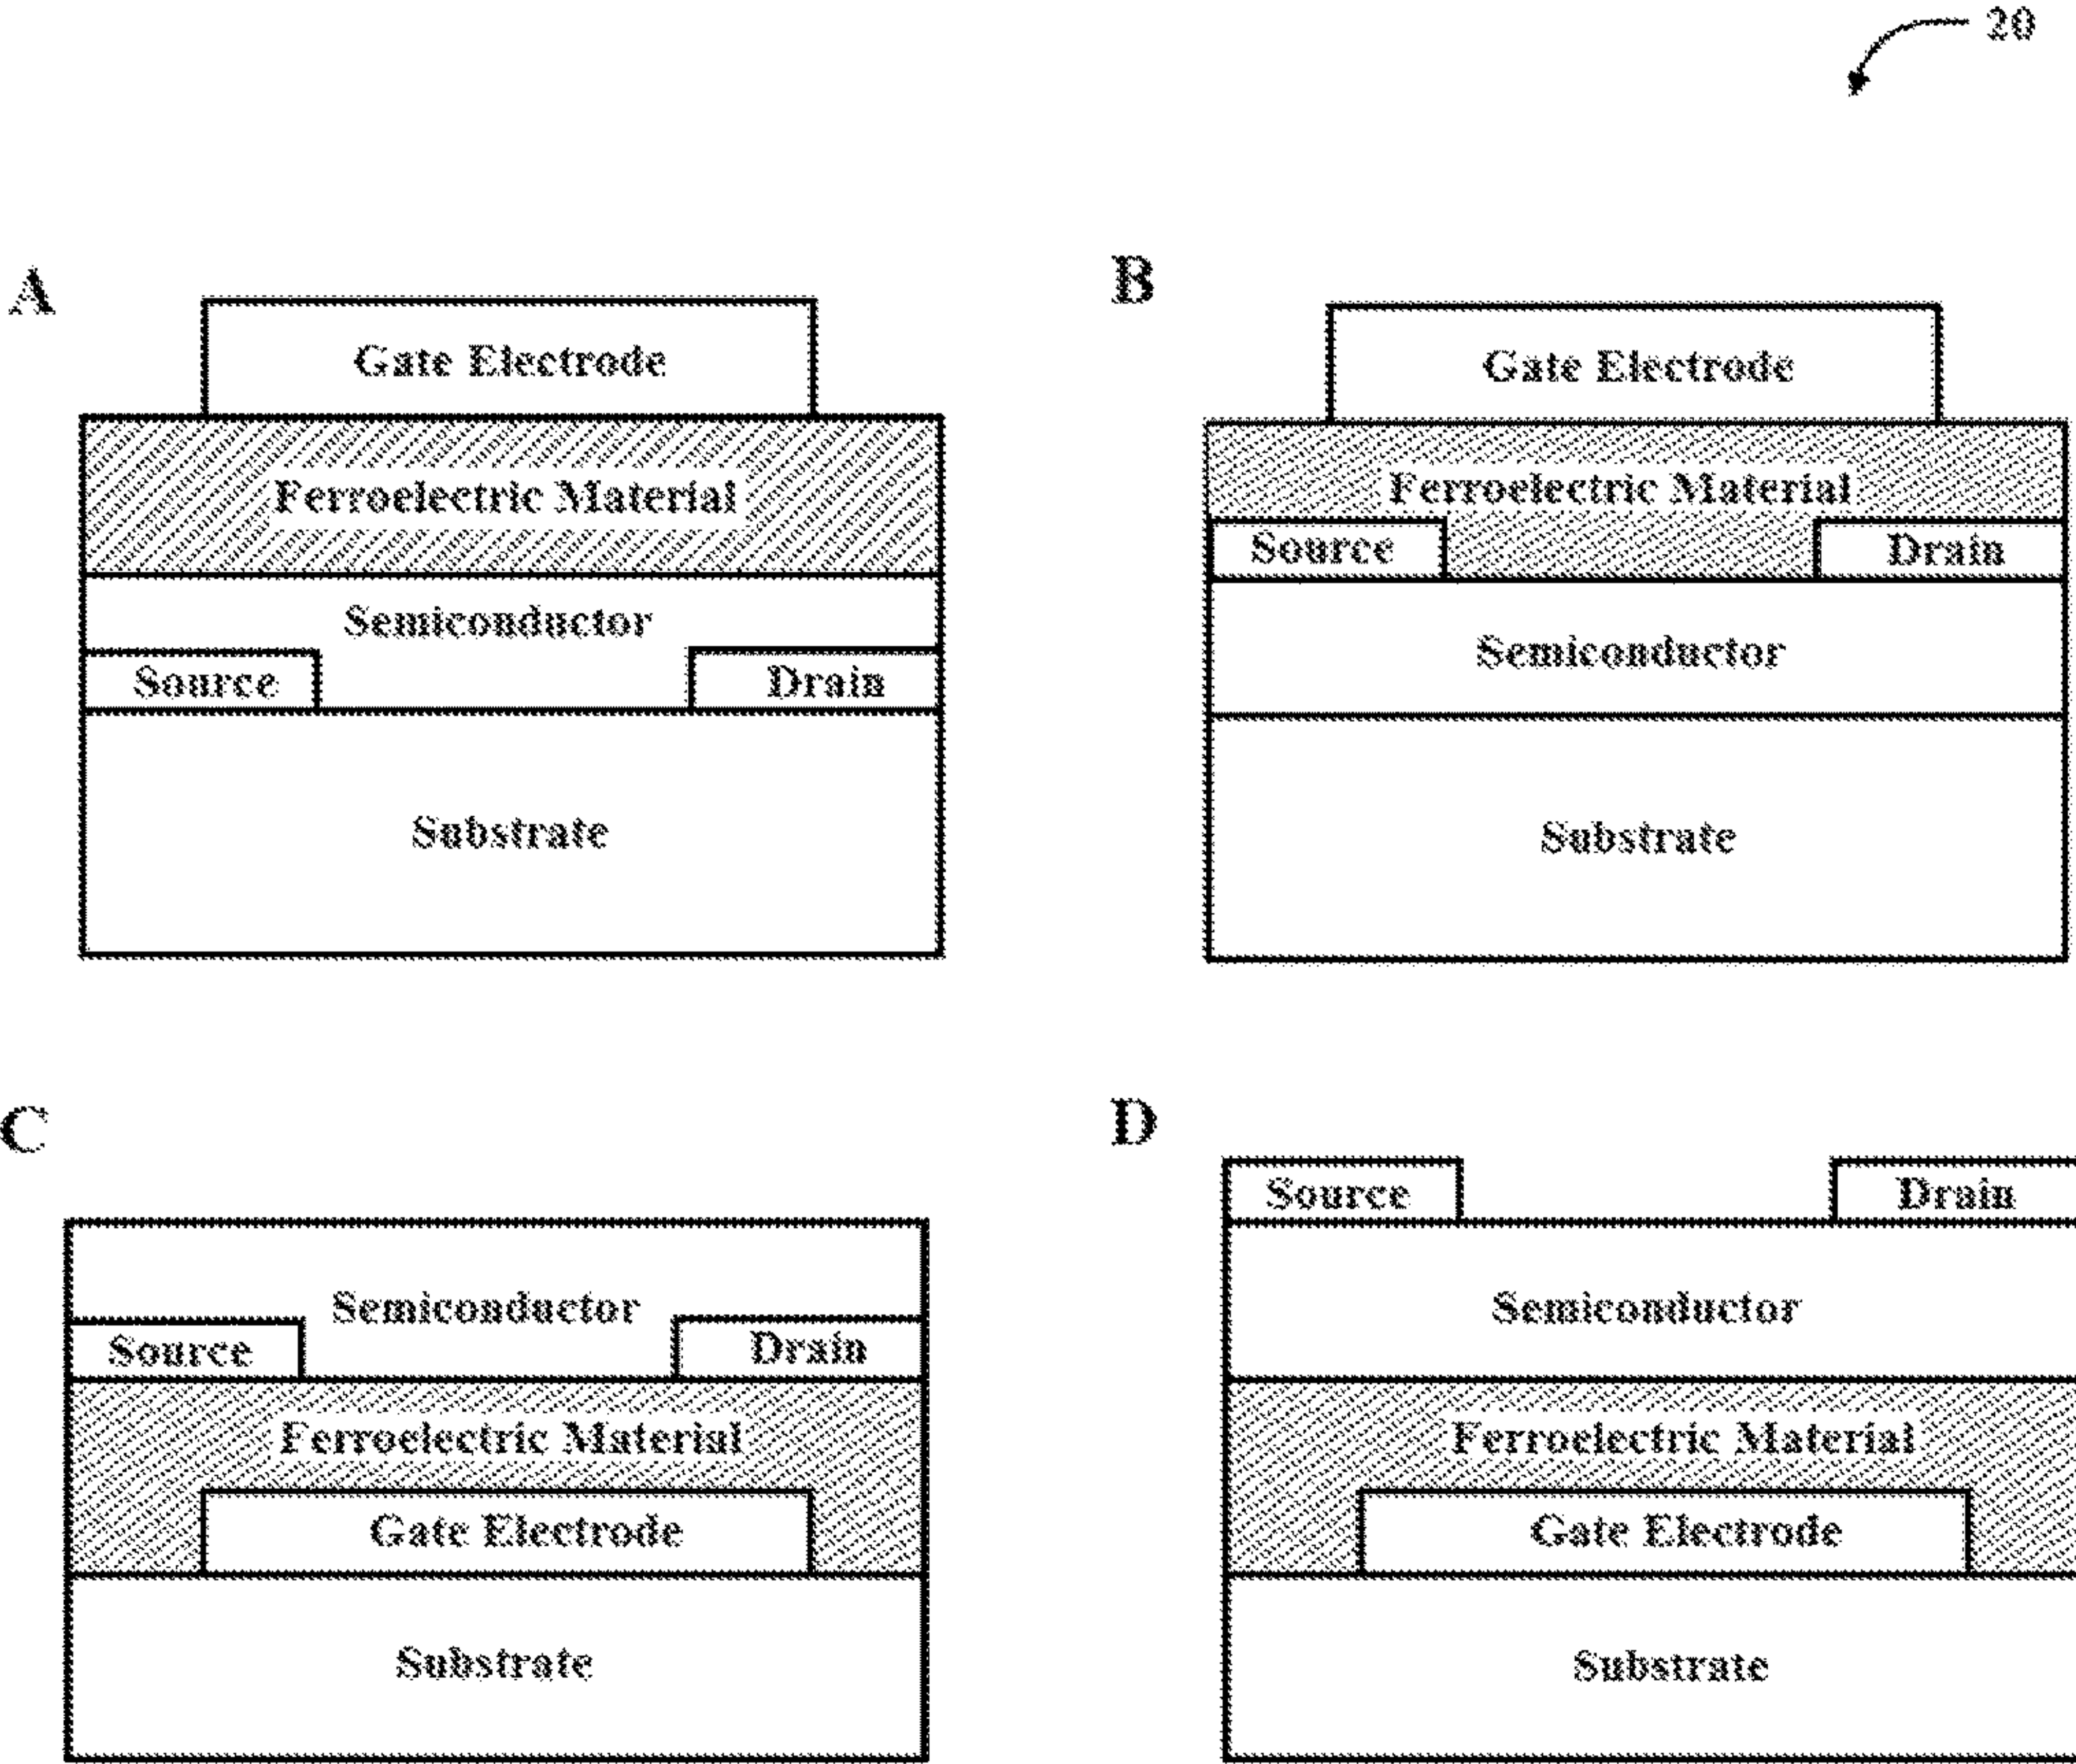 20
A
Gate Electrode
Ferroelectric Material
Semiconductor
Source
Drain
Substrate
B
Gate Electrode
Ferroelectric Material
Source
Drain
Semiconductor
Substrate
C
Semiconductor
Source
Drain
Ferroelectric Material
Gate Electrode
Substrate
D
Source
Drain
Semiconductor
Ferroelectric Material
Gate Electrode
Substrate